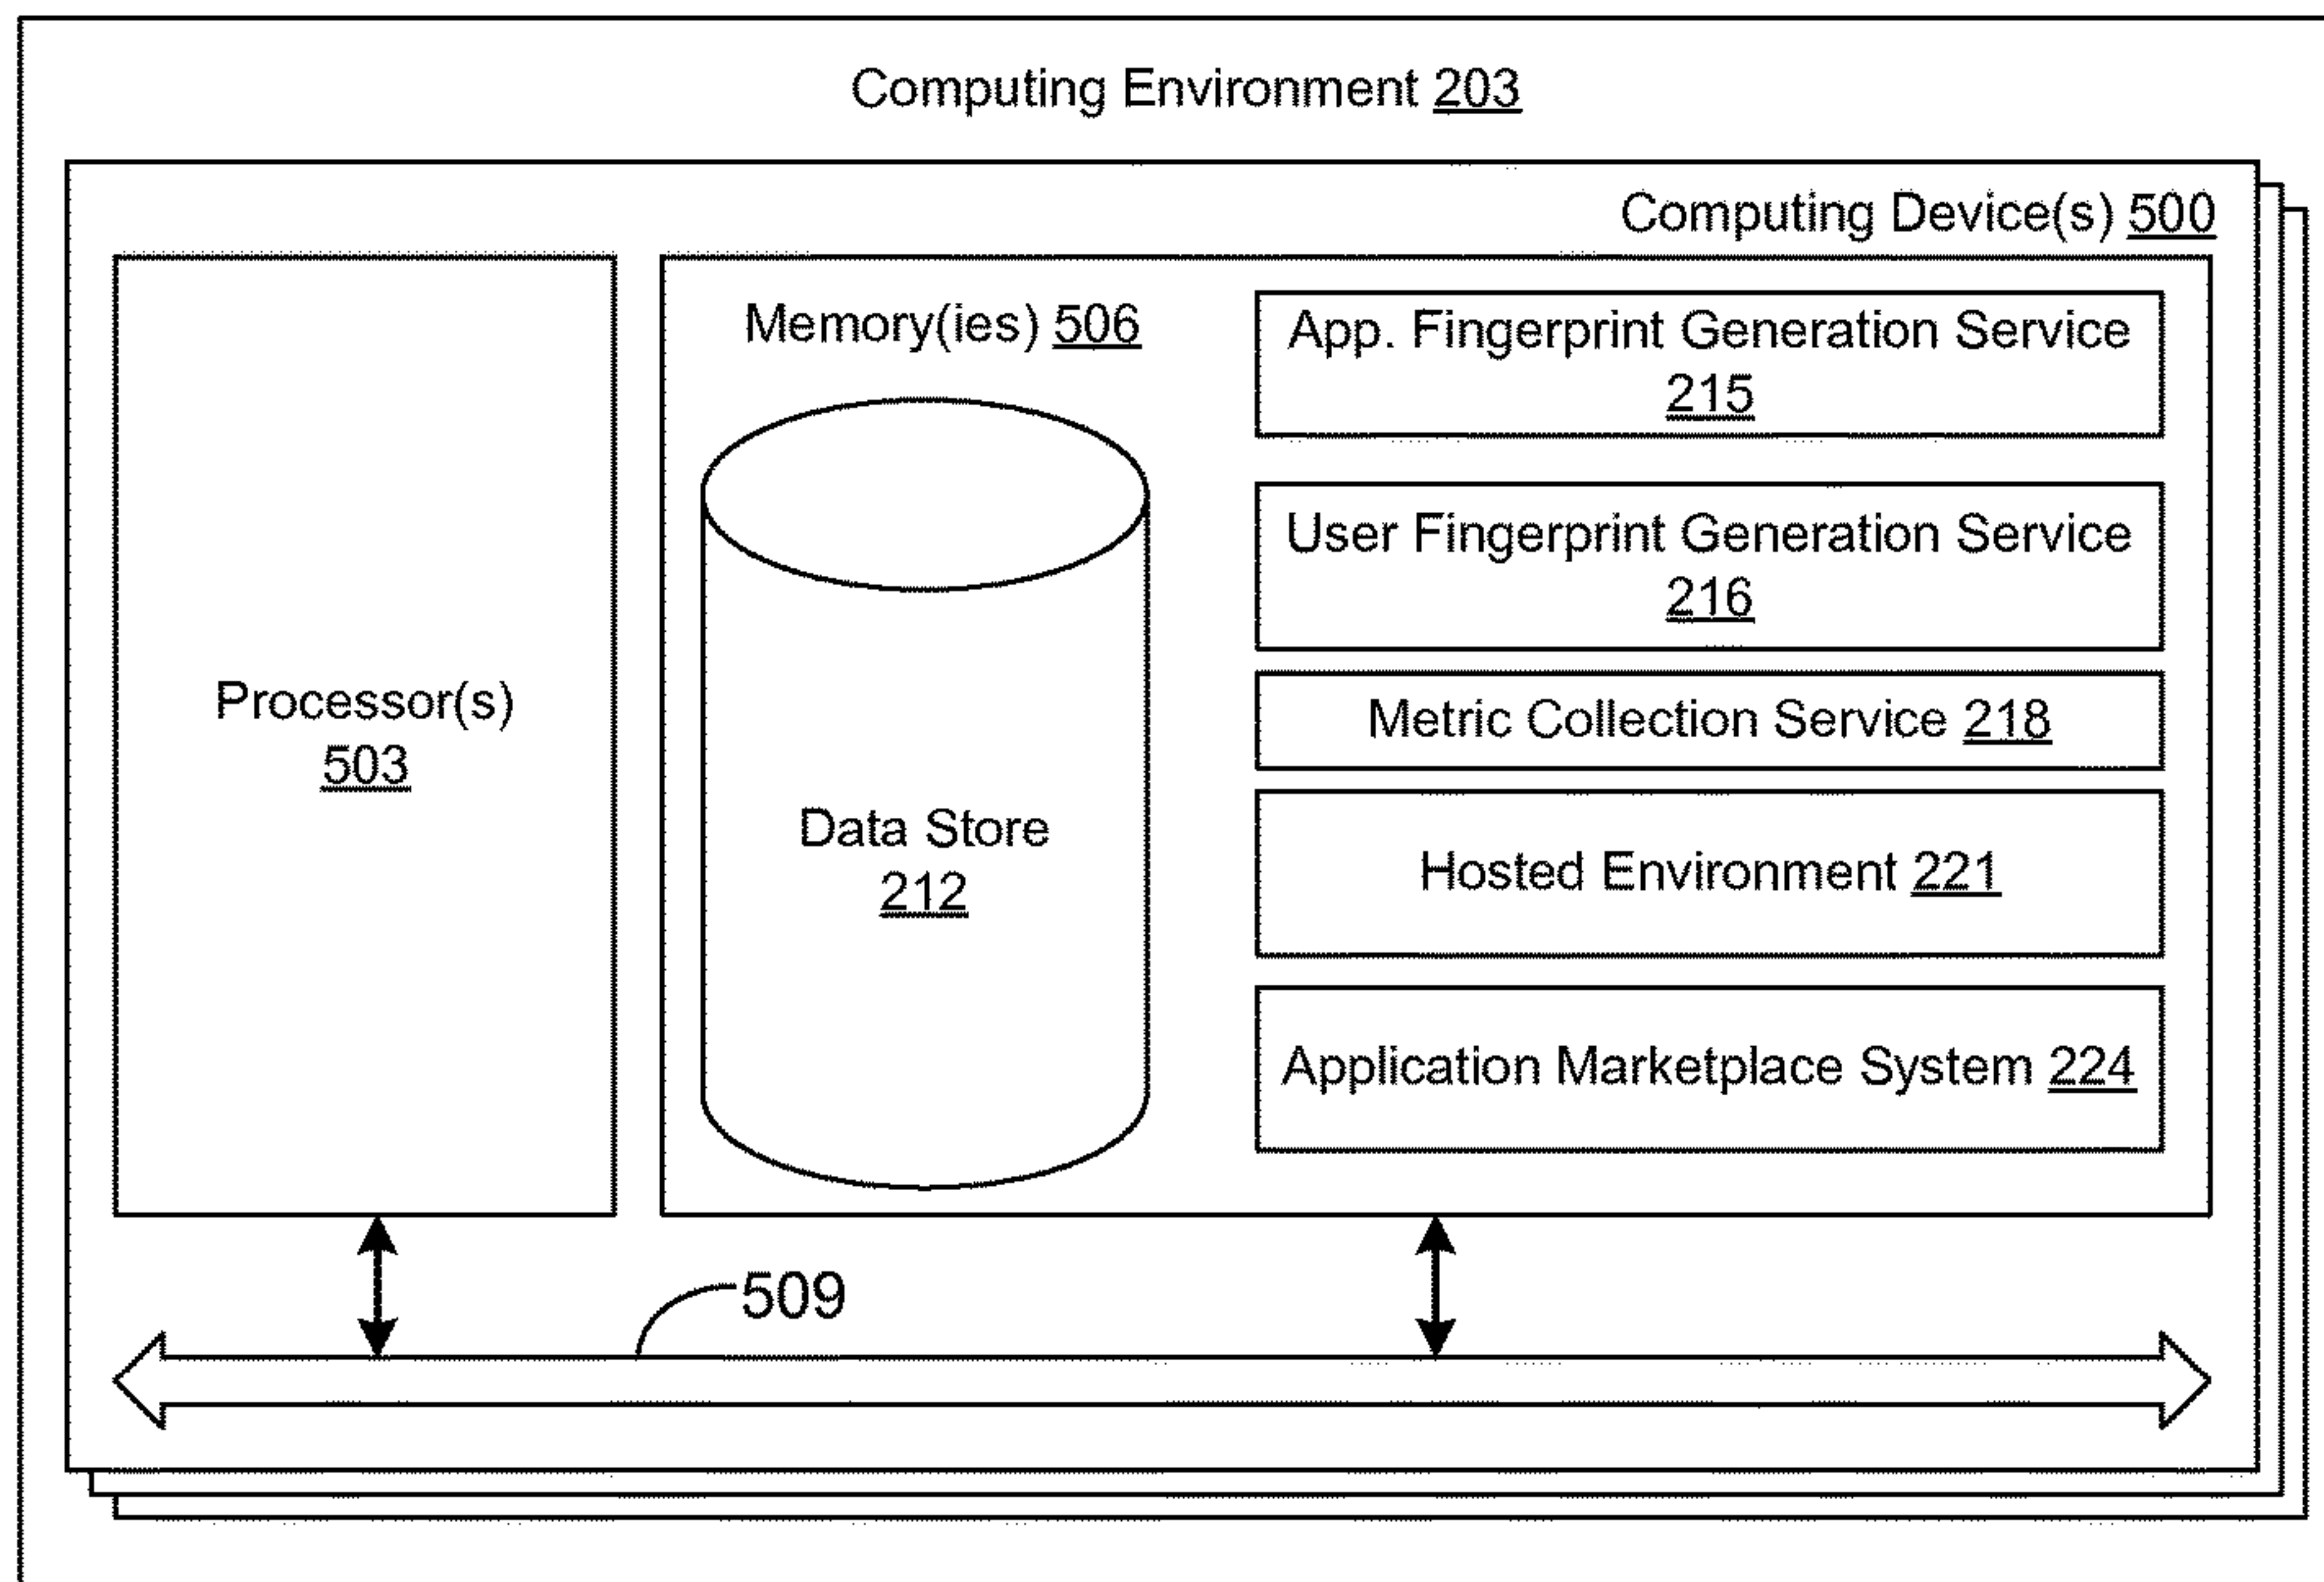 Computing Environment 203
Computing Device(s) 500
Processor(s)
503
Memory(ies) 506
Data Store
212
App. Fingerprint Generation Service
215
User Fingerprint Generation Service
216
Metric Collection Service 218
Hosted Environment 221
Application Marketplace System 224
509